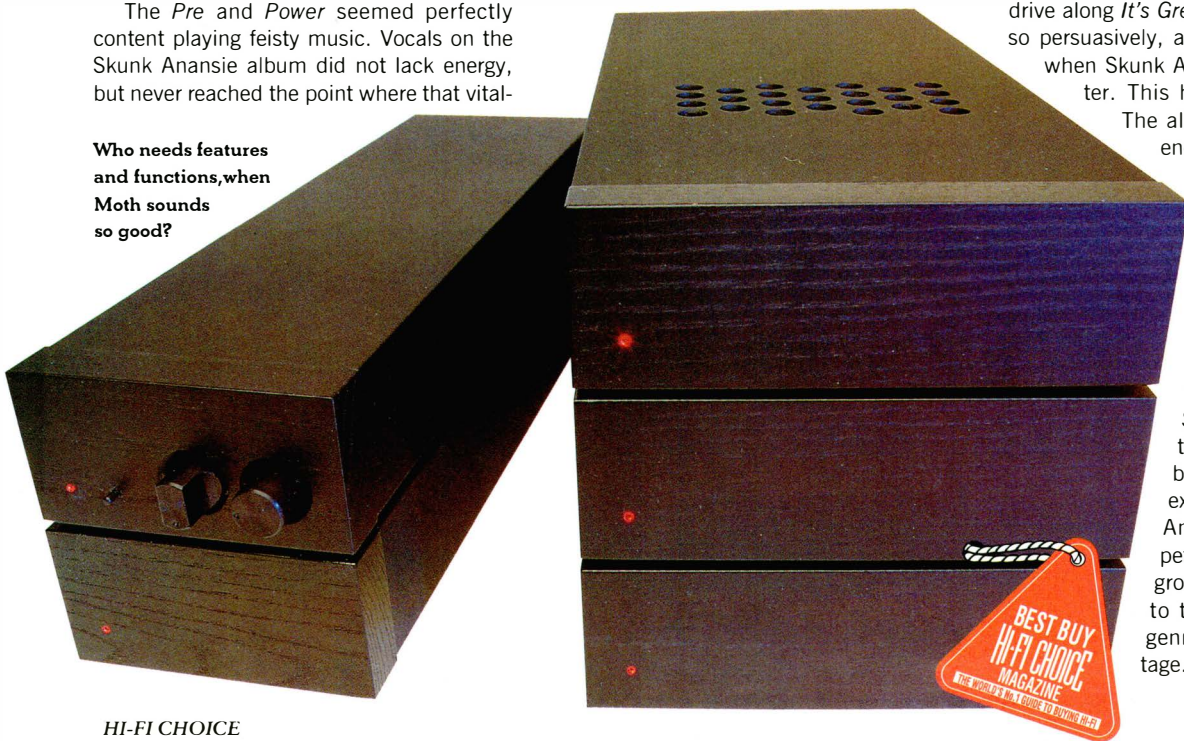 The Pre and Power seemed perfectly
content playing feisty music. Vocals on the
Skunk Anansie album did not lack energy,
but never reached the point where that vital-
Who needs features
and functions,when
Moth sounds
so good?
drive along It's Gre
so persuasively, a
when Skunk A
ter. This h
The al
en
S
t
b
ex
An
pe
gro
to t
genr
tage.
BEST BUY
HI-FI CHOICE
MAGAZINE
THE WORLD'S No.1 GUIDE TO BUYING HI-FI
HI-FI CHOICE